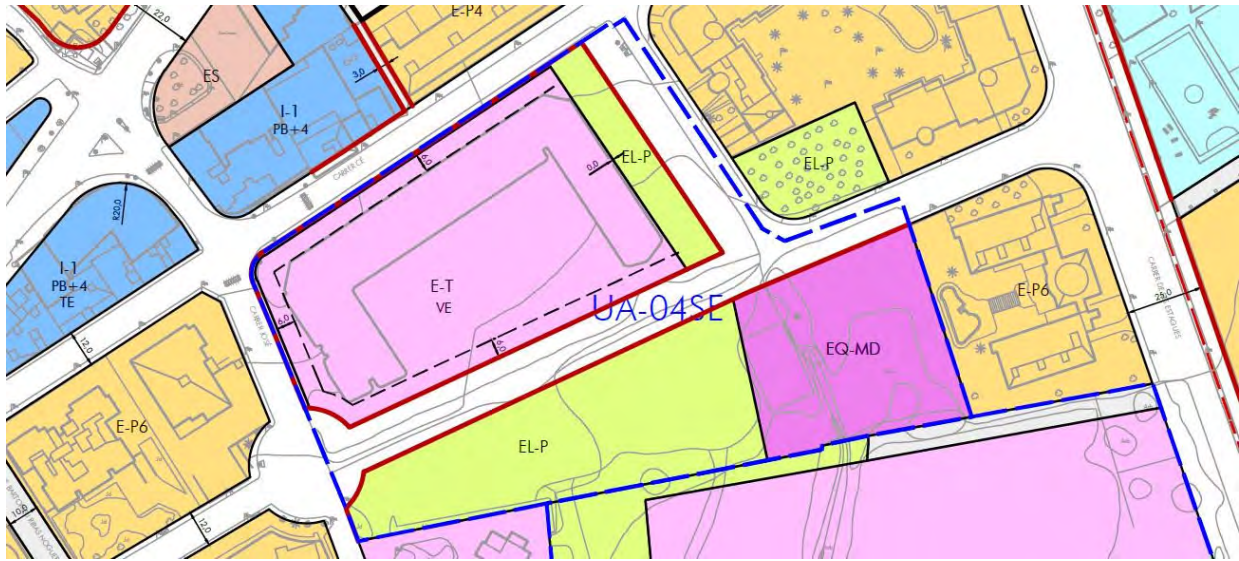 22,0
E-P4
ES
3,0
I-1
PB+4
CARRER CE
6,0
EL-P
0,0
EL-P
R20,0
I-1
PB+4
TE
E-T
VE
UA-04SE
E-P6
25,0
6,0
6,0
CARRER JOSE
12,0
EQ-MD
E-P6
EL-P
10,0
12,0